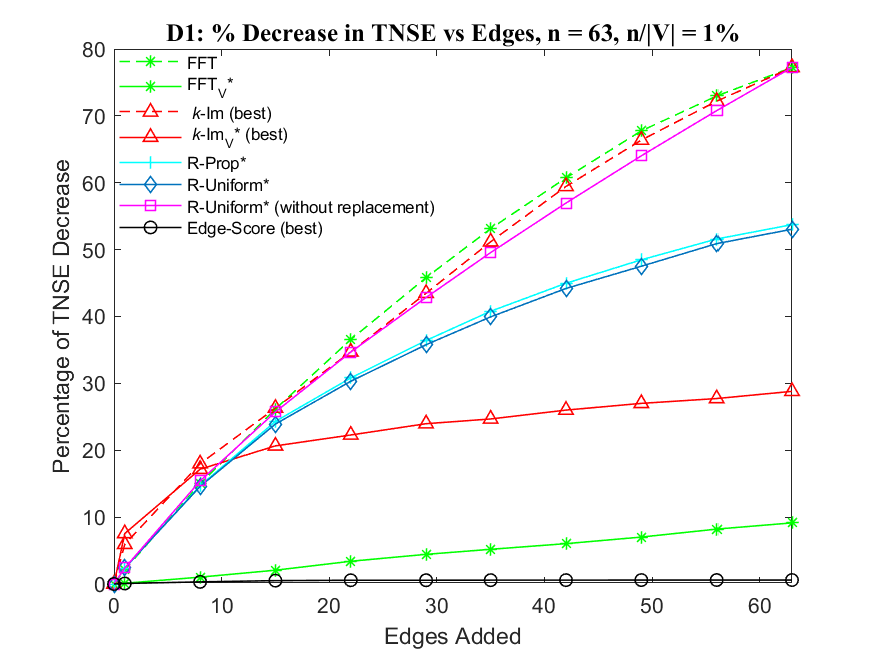 D1: % Decrease in TNSE vs Edges, n = 63, n/|V| = 1%
80
70
60
50
40
30
20
10
0
Percentage of TNSE Decrease
FFT
FFT_V*
k-Im (best)
k-Im_V* (best)
R-Prop*
R-Uniform*
R-Uniform* (without replacement)
Edge-Score (best)
0 10 20 30 40 50 60
Edges Added